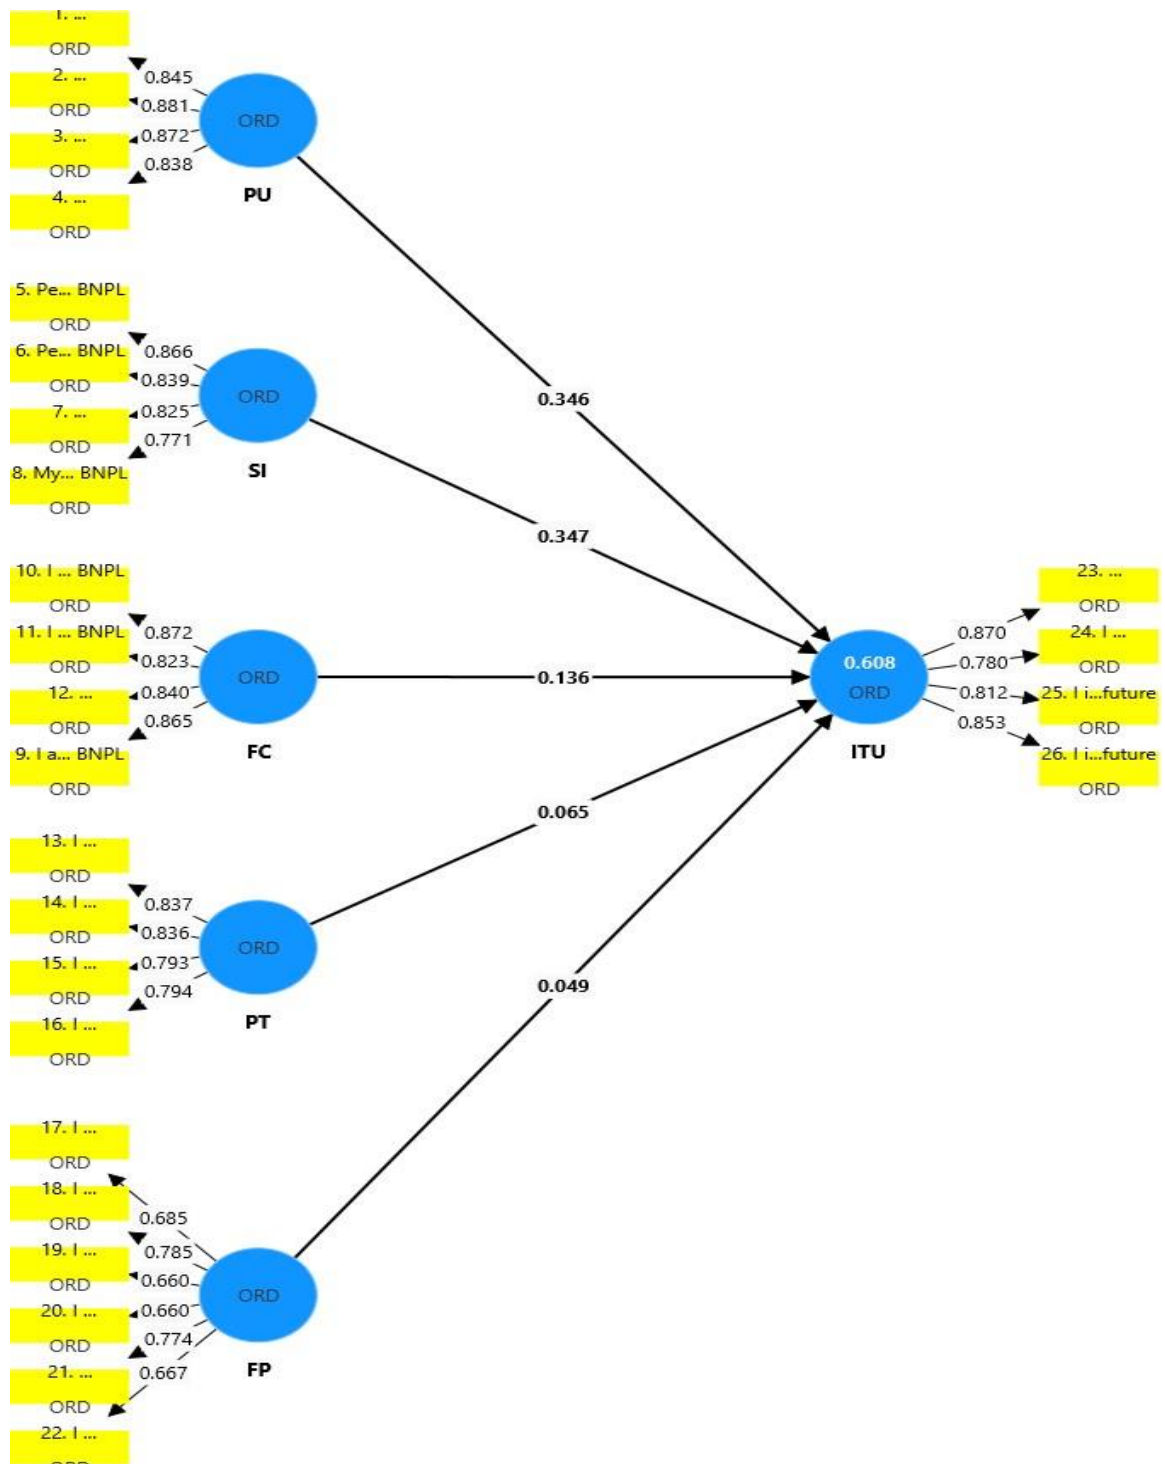 1. ...
ORD
0.845
2. ...
ORD
0.881
3. ...
ORD
0.872
4. ...
ORD
0.838
ORD
PU
5. Pe... BNPL
ORD
0.866
6. Pe... BNPL
ORD
0.839
7. ...
ORD
0.825
8. My... BNPL
ORD
0.771
ORD
SI
10. I ... BNPL
ORD
0.872
11. I ... BNPL
ORD
0.823
12. ...
ORD
0.840
9. I a... BNPL
ORD
0.865
ORD
FC
13. I ...
ORD
0.837
14. I ...
ORD
0.836
15. I ...
ORD
0.793
16. I ...
ORD
0.794
ORD
PT
17. I ...
ORD
0.685
18. I ...
ORD
0.785
19. I ...
ORD
0.660
20. I ...
ORD
0.660
21. ...
ORD
0.774
22. I ...
ORD
0.667
ORD
FP
0.346
0.347
0.136
0.065
0.049
0.608
ORD
ITU
0.870
23. ...
ORD
0.780
24. I ...
ORD
0.812
25. I i...future
ORD
0.853
26. I i...future
ORD